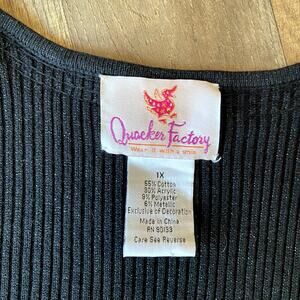 Quacker Factory
Wear it with a smile
1X
55% Cotton
30% Acrylic
9% Polyester
6% Metallic
Exclusive of Decoration
Made in China
RN 90133
Care See Reverse